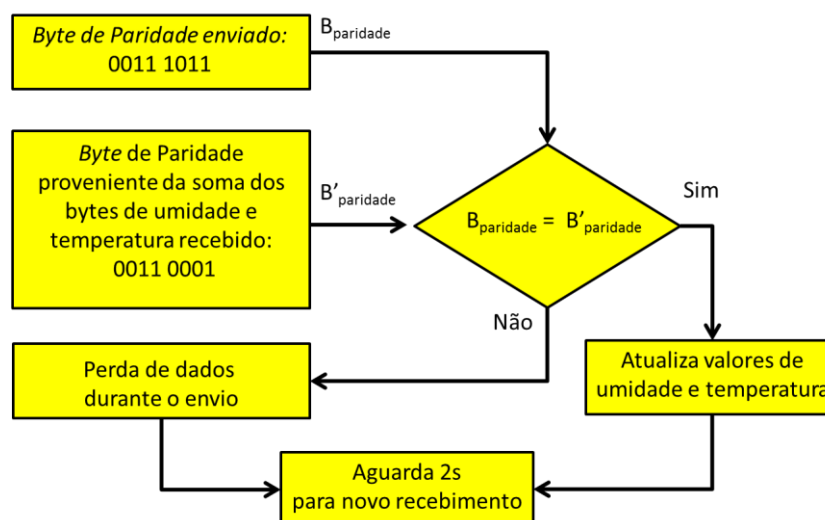 Byte de Paridade enviado:
0011 1011
B paridade
Byte de Paridade
proveniente da soma dos
bytes de umidade e
temperatura recebido:
0011 0001
B' paridade
B paridade = B' paridade
Sim
Não
Perda de dados
durante o envio
Atualiza valores de
umidade e temperatura
Aguarda 2s
para novo recebimento